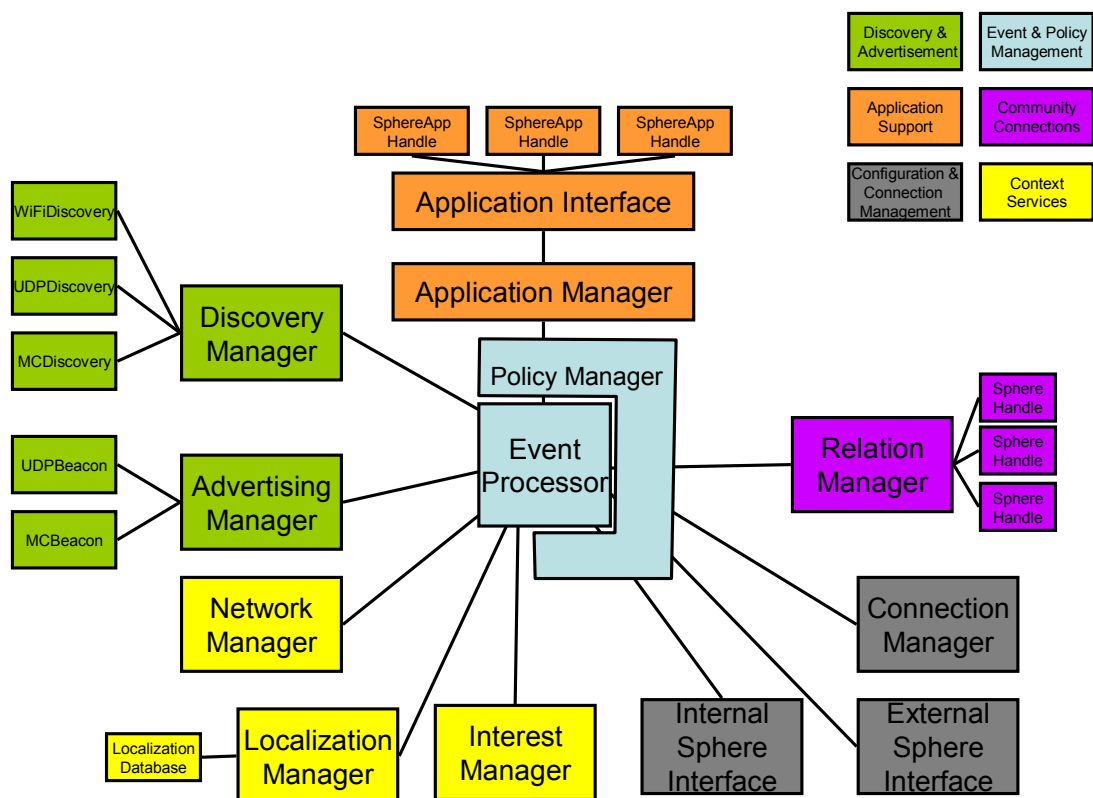 Discovery &
Advertisement
Event & Policy
Management
Application
Support
Community
Connections
Configuration &
Connection
Management
Context
Services
SphereApp
Handle
SphereApp
Handle
SphereApp
Handle
Application Interface
Application Manager
WiFiDiscovery
UDPDiscovery
MCDiscovery
Discovery
Manager
Policy Manager
Event
Processor
UDPBeacon
MCBeacon
Advertising
Manager
Relation
Manager
Sphere
Handle
Sphere
Handle
Sphere
Handle
Network
Manager
Connection
Manager
Localization
Database
Localization
Manager
Interest
Manager
Internal
Sphere
Interface
External
Sphere
Interface